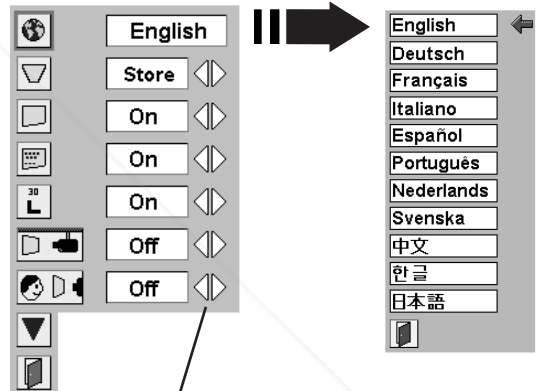 English
Store
On
On
30
L
On
Off
Off
English
Deutsch
Français
Italiano
Español
Português
Nederlands
Svenska
中文
한글
日本語